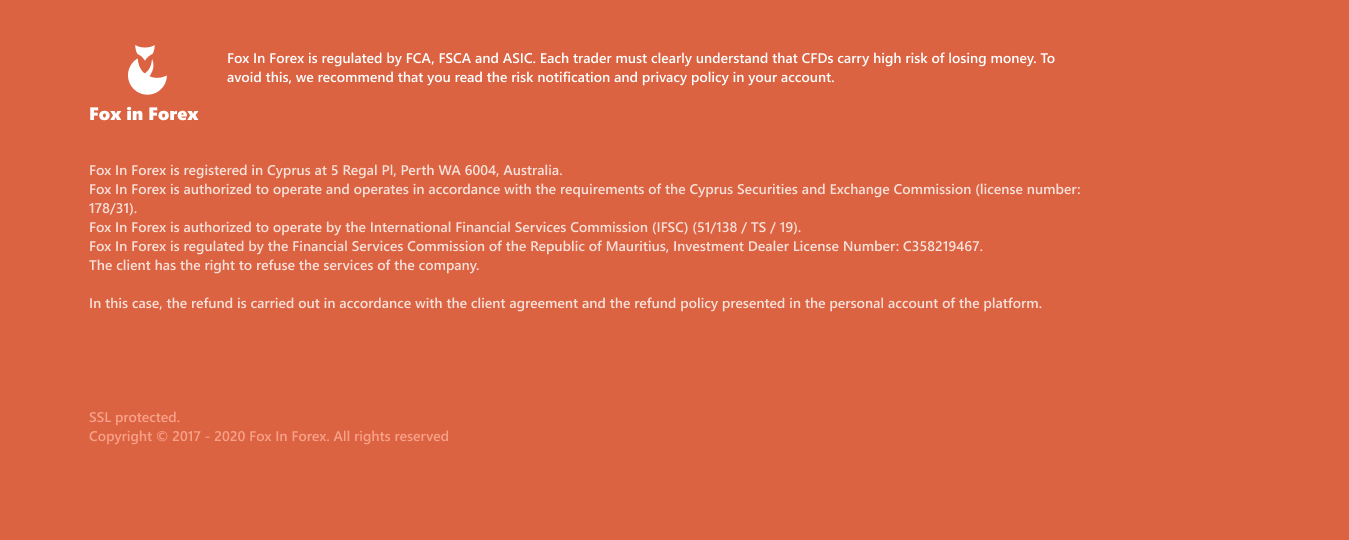 Fox In Forex is regulated by FCA, FSCA and ASIC. Each trader must clearly understand that CFDs carry high risk of losing money. To
avoid this, we recommend that you read the risk notification and privacy policy in your account.
Fox in Forex
Fox In Forex is registered in Cyprus at 5 Regal Pl, Perth WA 6004, Australia.
Fox In Forex is authorized to operate and operates in accordance with the requirements of the Cyprus Securities and Exchange Commission (license number:
178/31).
Fox In Forex is authorized to operate by the International Financial Services Commission (IFSC) (51/138 / TS / 19).
Fox In Forex is regulated by the Financial Services Commission of the Republic of Mauritius, Investment Dealer License Number: C358219467.
The client has the right to refuse the services of the company.
In this case, the refund is carried out in accordance with the client agreement and the refund policy presented in the personal account of the platform.
SSL protected.
Copyright © 2017 - 2020 Fox In Forex. All rights reserved